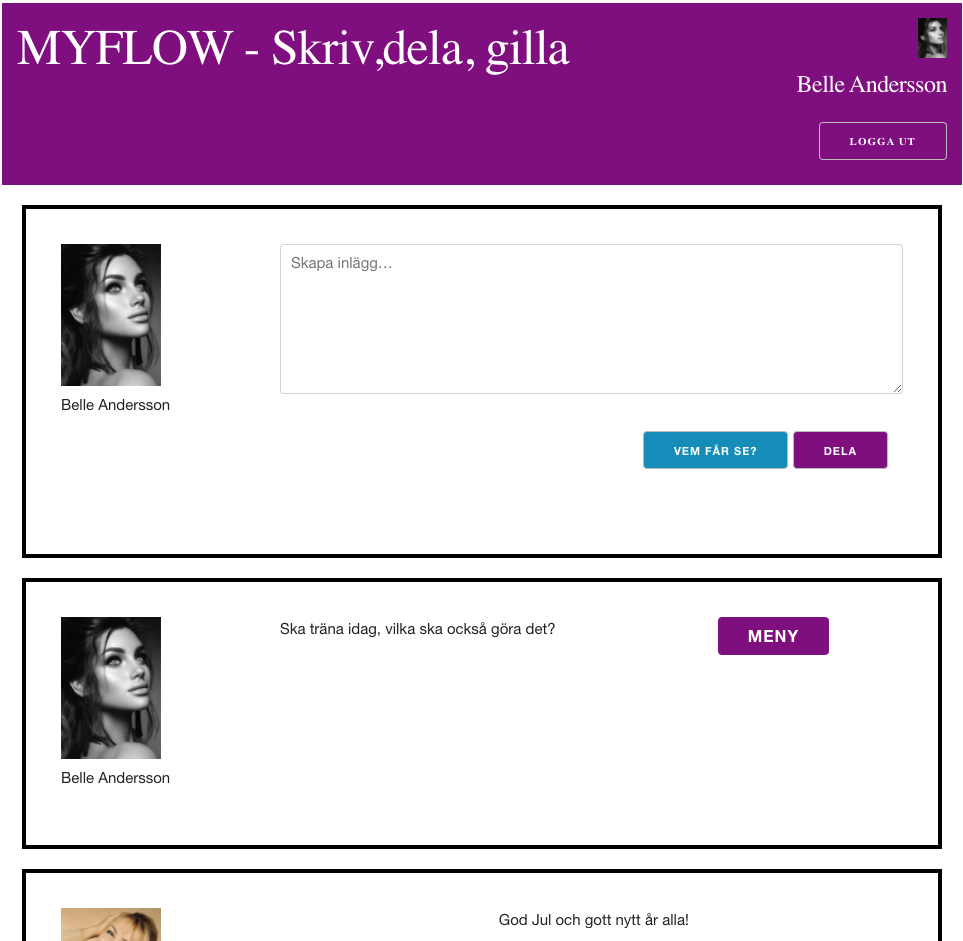 MYFLOW - Skriv,dela, gilla
Belle Andersson
LOGGA UT
Skapa inlägg...
Belle Andersson
VEM FÅR SE?
DELA
Ska träna idag, vilka ska också göra det?
MENY
Belle Andersson
God Jul och gott nytt år alla!